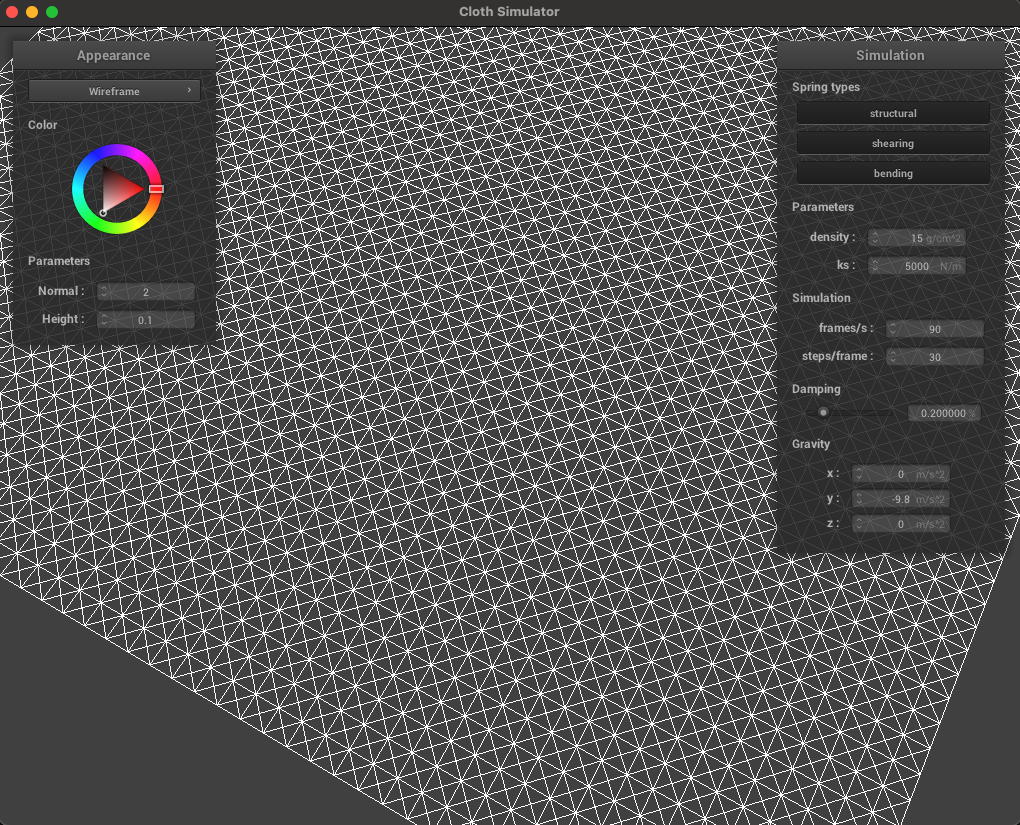 Cloth Simulator
Appearance
Wireframe
Color
Parameters
Normal : 2
Height : 0.1
Simulation
Spring types
structural
shearing
bending
Parameters
density : 15 g/cm^2
ks : 5000 N/m
Simulation
frames/s : 90
steps/frame : 30
Damping
0.200000 %
Gravity
x : 0 m/s^2
y : -9.8 m/s^2
z : 0 m/s^2